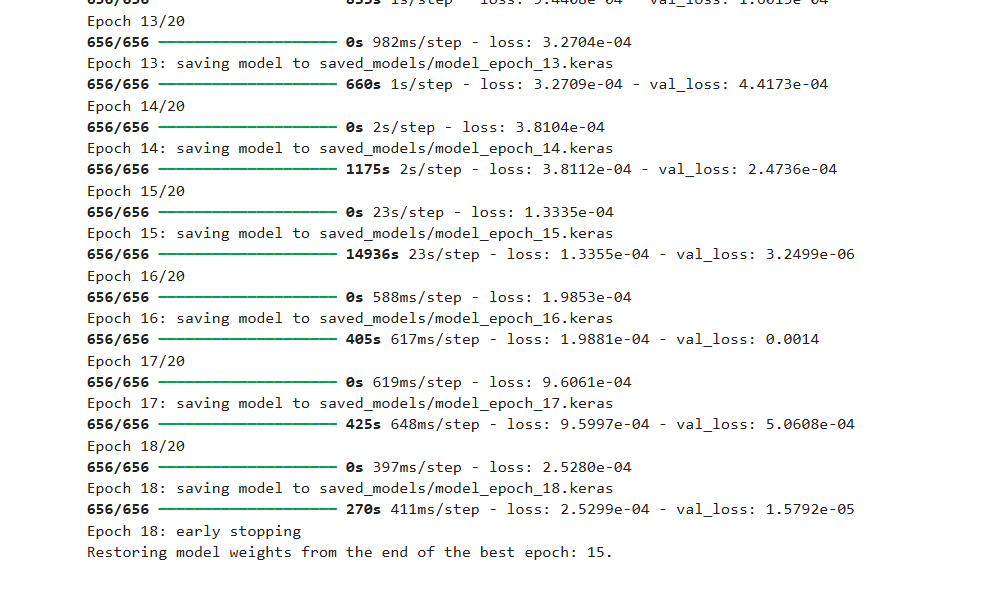 Epoch 13/20
656/656 ━━━━━━━━━━━━━━━━━━━━ 0s 982ms/step - loss: 3.2704e-04
Epoch 13: saving model to saved_models/model_epoch_13.keras
656/656 ━━━━━━━━━━━━━━━━━━━━ 660s 1s/step - loss: 3.2709e-04 - val_loss: 4.4173e-04
Epoch 14/20
656/656 ━━━━━━━━━━━━━━━━━━━━ 0s 2s/step - loss: 3.8104e-04
Epoch 14: saving model to saved_models/model_epoch_14.keras
656/656 ━━━━━━━━━━━━━━━━━━━━ 1175s 2s/step - loss: 3.8112e-04 - val_loss: 2.4736e-04
Epoch 15/20
656/656 ━━━━━━━━━━━━━━━━━━━━ 0s 23s/step - loss: 1.3335e-04
Epoch 15: saving model to saved_models/model_epoch_15.keras
656/656 ━━━━━━━━━━━━━━━━━━━━ 14936s 23s/step - loss: 1.3355e-04 - val_loss: 3.2499e-06
Epoch 16/20
656/656 ━━━━━━━━━━━━━━━━━━━━ 0s 588ms/step - loss: 1.9853e-04
Epoch 16: saving model to saved_models/model_epoch_16.keras
656/656 ━━━━━━━━━━━━━━━━━━━━ 405s 617ms/step - loss: 1.9881e-04 - val_loss: 0.0014
Epoch 17/20
656/656 ━━━━━━━━━━━━━━━━━━━━ 0s 619ms/step - loss: 9.6061e-04
Epoch 17: saving model to saved_models/model_epoch_17.keras
656/656 ━━━━━━━━━━━━━━━━━━━━ 425s 648ms/step - loss: 9.5997e-04 - val_loss: 5.0608e-04
Epoch 18/20
656/656 ━━━━━━━━━━━━━━━━━━━━ 0s 397ms/step - loss: 2.5280e-04
Epoch 18: saving model to saved_models/model_epoch_18.keras
656/656 ━━━━━━━━━━━━━━━━━━━━ 270s 411ms/step - loss: 2.5299e-04 - val_loss: 1.5792e-05
Epoch 18: early stopping
Restoring model weights from the end of the best epoch: 15.